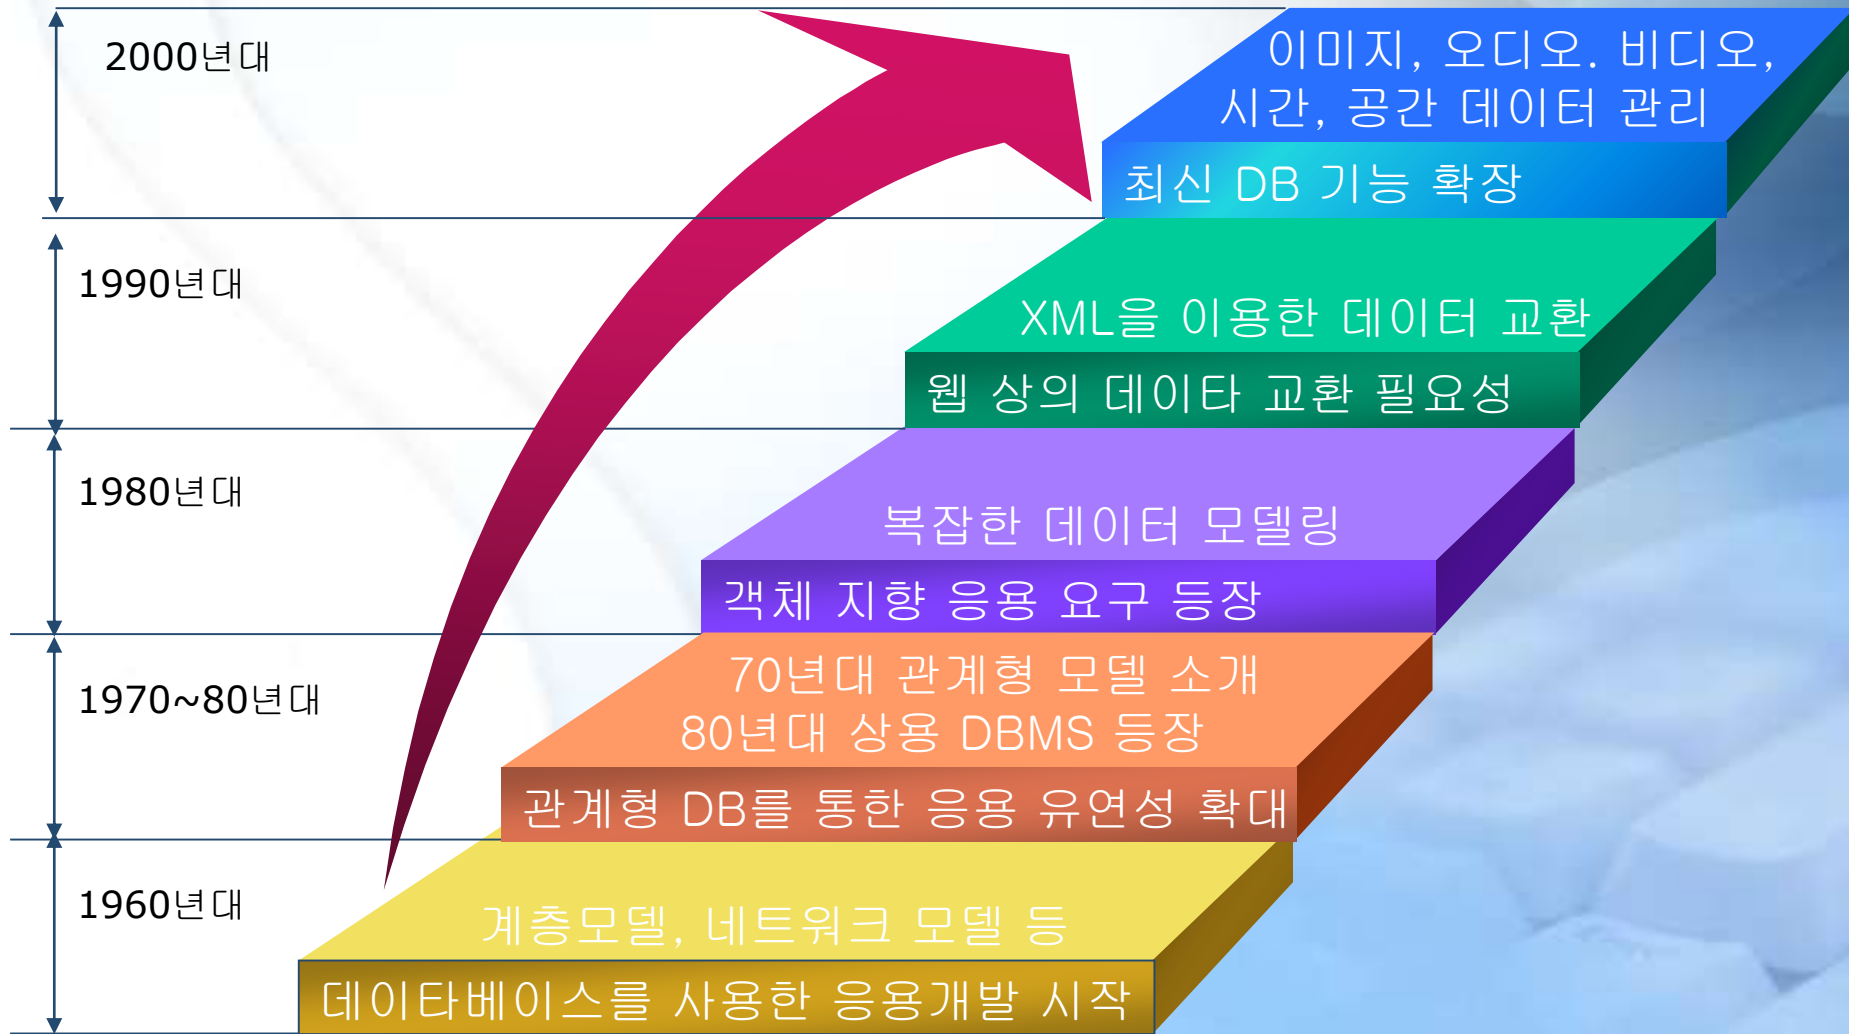 2000년대
이미지, 오디오. 비디오,
시간, 공간 데이터 관리
최신 DB 기능 확장
1990년대
XML을 이용한 데이터 교환
웹 상의 데이타 교환 필요성
1980년대
복잡한 데이터 모델링
객체 지향 응용 요구 등장
1970~80년대
70년대 관계형 모델 소개
80년대 상용 DBMS 등장
관계형 DB를 통한 응용 유연성 확대
1960년대
계층모델, 네트워크 모델 등
데이타베이스를 사용한 응용개발 시작